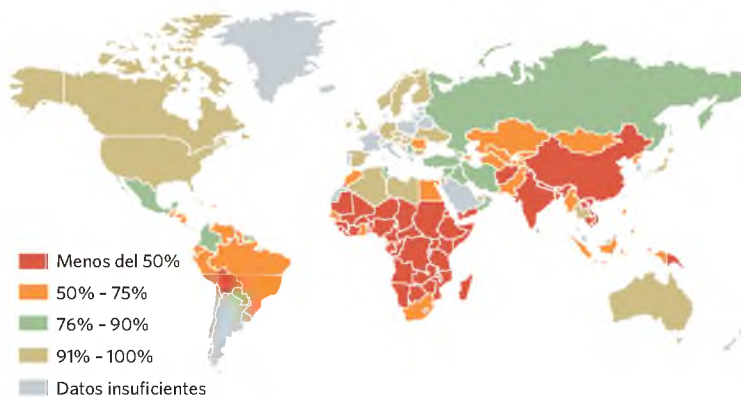 Menos del 50%
50% – 75%
76% – 90%
91% – 100%
Datos insuficientes